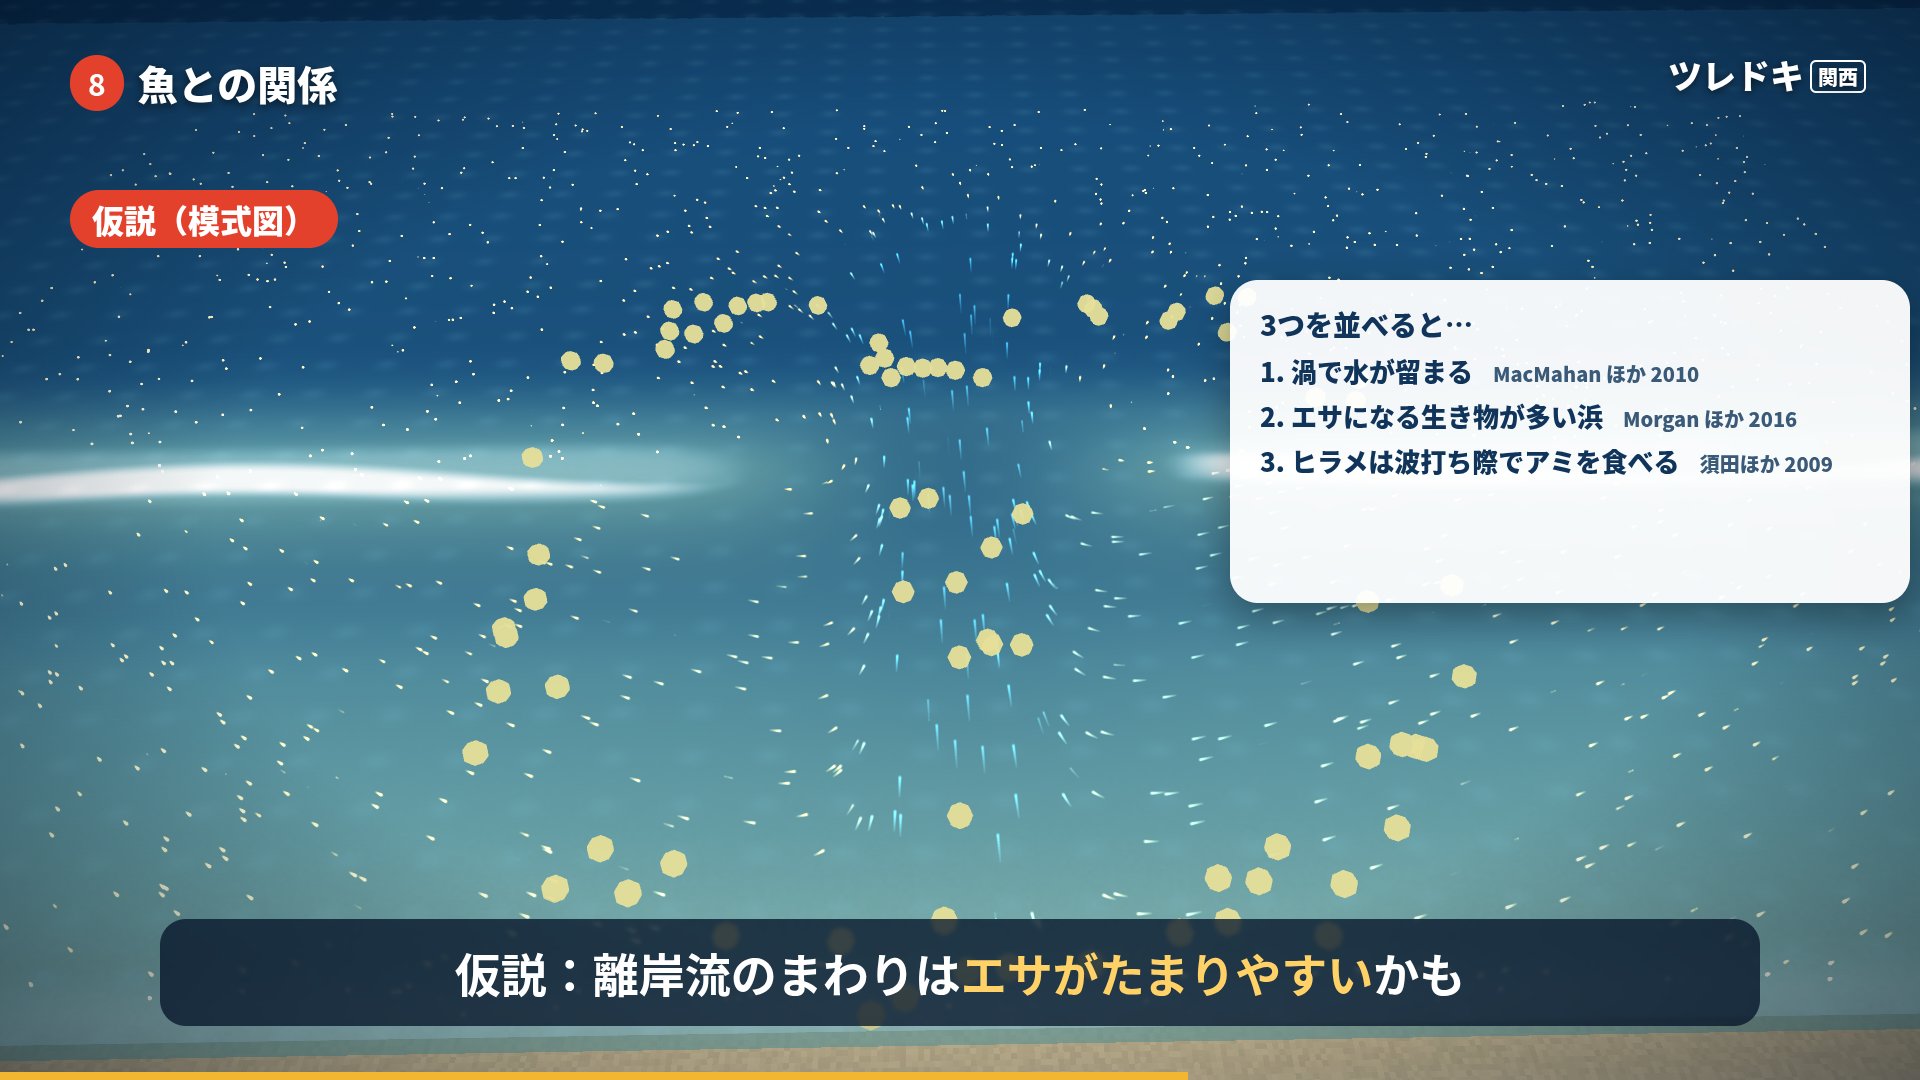 8 魚との関係
ツレドキ 関西
仮説（模式図）
3つを並べると…
1. 渦で水が留まる MacMahan ほか 2010
2. エサになる生き物が多い浜 Morgan ほか 2016
3. ヒラメは波打ち際でアミを食べる 須田ほか 2009
仮説：離岸流のまわりはエサがたまりやすいかも